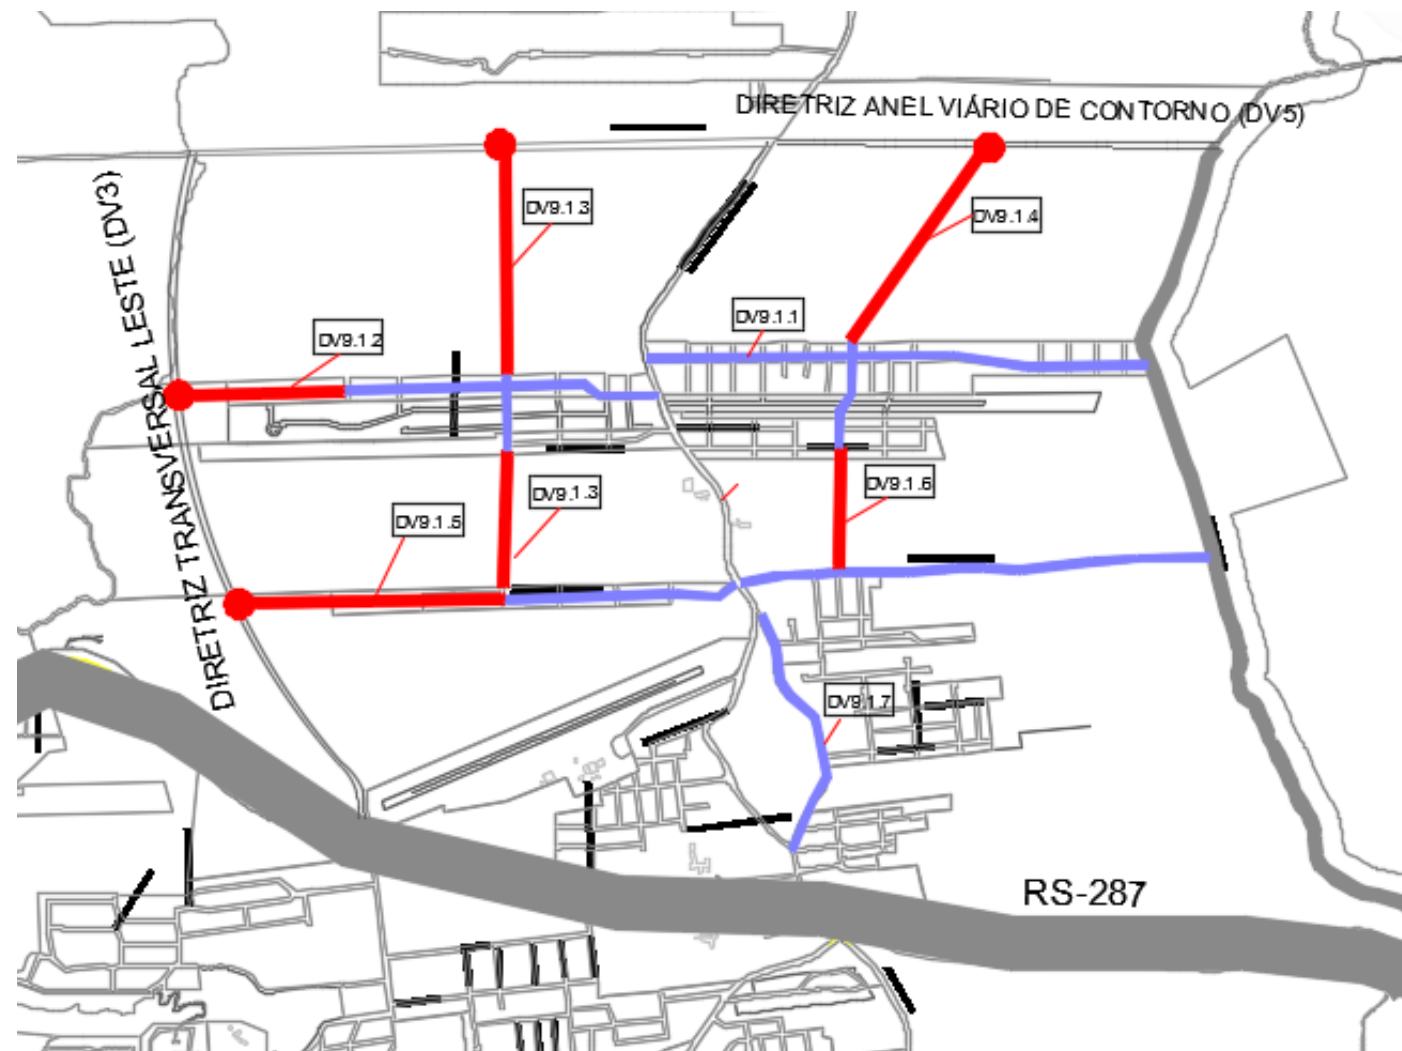 DIRETRIZ ANEL VIÁRIO DE CONTORNO (DV5)
DIRETRIZ TRANSVERSAL LESTE (DV3)
DV9.1.3
DV9.1.4
DV9.1.1
DV9.1.2
DV9.1.6
DV9.1.3
DV9.1.5
DV9.1.7
RS-287